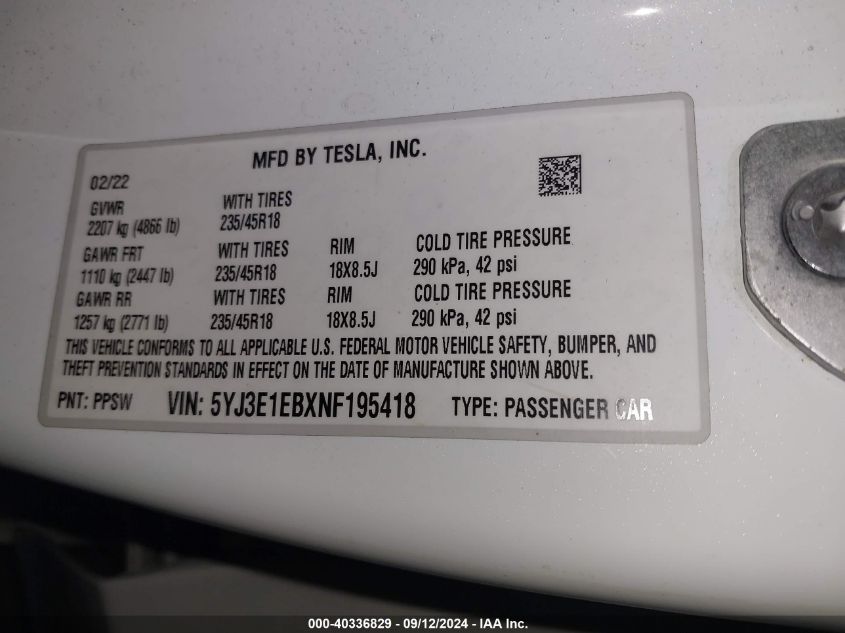 MFD BY TESLA, INC.
02/22
GVWR WITH TIRES
2207 kg (4866 lb) 235/45R18
GAWR FRT WITH TIRES RIM COLD TIRE PRESSURE
1110 kg (2447 lb) 235/45R18 18X8.5J 290 kPa, 42 psi
GAWR RR WITH TIRES RIM COLD TIRE PRESSURE
1257 kg (2771 lb) 235/45R18 18X8.5J 290 kPa, 42 psi
THIS VEHICLE CONFORMS TO ALL APPLICABLE U.S. FEDERAL MOTOR VEHICLE SAFETY, BUMPER, AND
THEFT PREVENTION STANDARDS IN EFFECT ON THE DATE OF MANUFACTURE SHOWN ABOVE.
PNT: PPSW VIN: 5YJ3E1EBXNF195418 TYPE: PASSENGER CAR
000-40336829 - 09/12/2024 - IAA Inc.